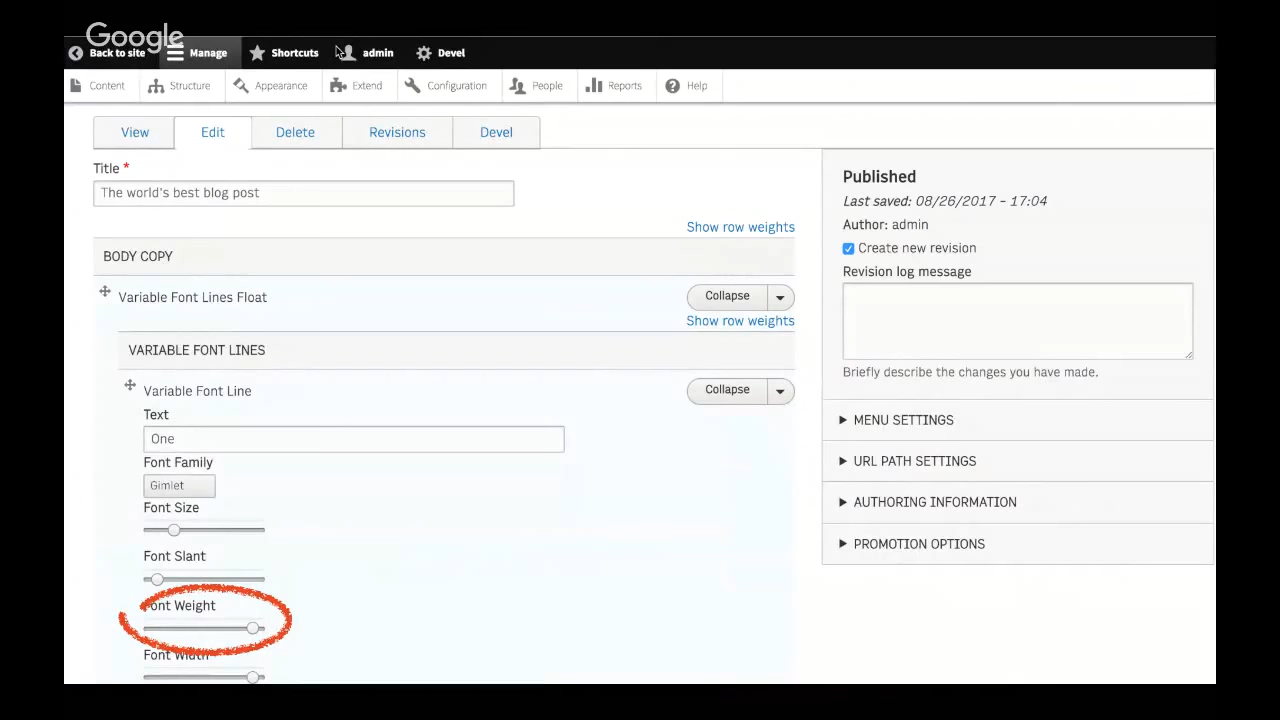 Google
Back to site Manage Shortcuts admin Devel
Content Structure Appearance Extend Configuration People Reports Help
View Edit Delete Revisions Devel
Title *
The world's best blog post
Show row weights
BODY COPY
Variable Font Lines Float
Collapse
Show row weights
VARIABLE FONT LINES
Variable Font Line
Collapse
Text
One
Font Family
Gimlet
Font Size
Font Slant
Font Weight
Font Width
Published
Last saved: 08/26/2017 - 17:04
Author: admin
Create new revision
Revision log message
Briefly describe the changes you have made.
MENU SETTINGS
URL PATH SETTINGS
AUTHORING INFORMATION
PROMOTION OPTIONS